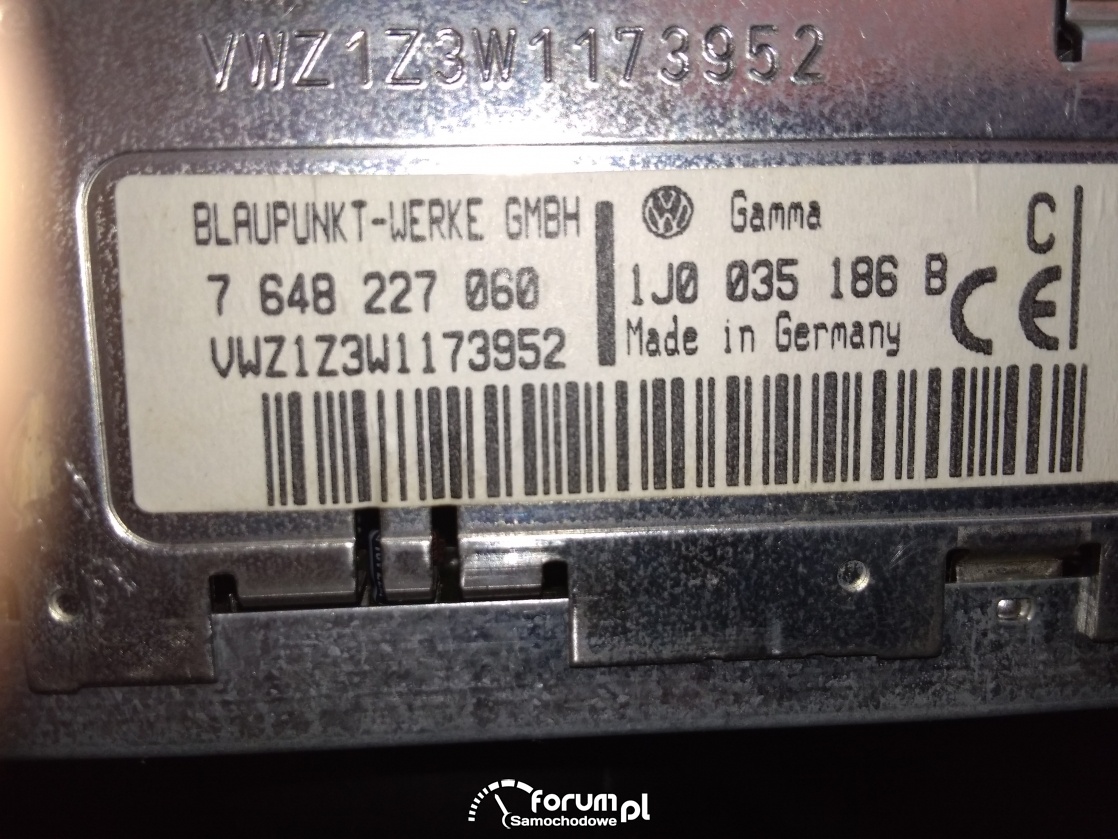 VWZ1Z3W1173952
BLAUPUNKT-WERKE GMBH
7 648 227 060
VWZ1Z3W1173952
VW Gamma
C
1J0 035 186 B
CE
Made in Germany
forum.pl
Samochodowe